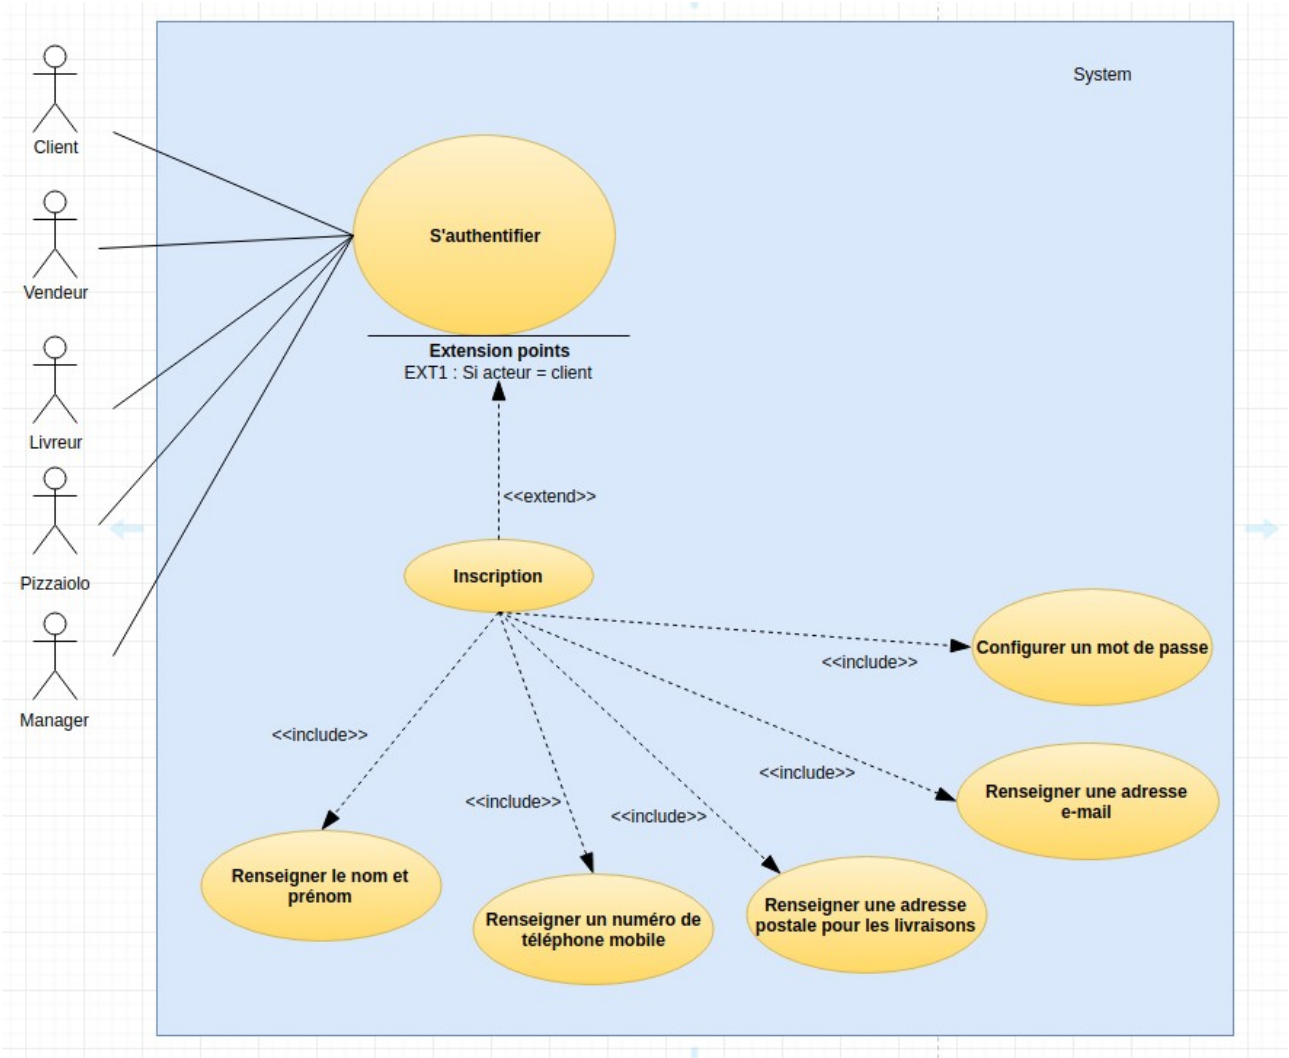 System
Client
Vendeur
Livreur
Pizzaiolo
Manager
S'authentifier
Extension points
EXT1 : Si acteur = client
<<extend>>
Inscription
<<include>>
Configurer un mot de passe
<<include>>
Renseigner une adresse
e-mail
<<include>>
Renseigner le nom et
prénom
<<include>>
Renseigner un numéro de
téléphone mobile
<<include>>
Renseigner une adresse
postale pour les livraisons